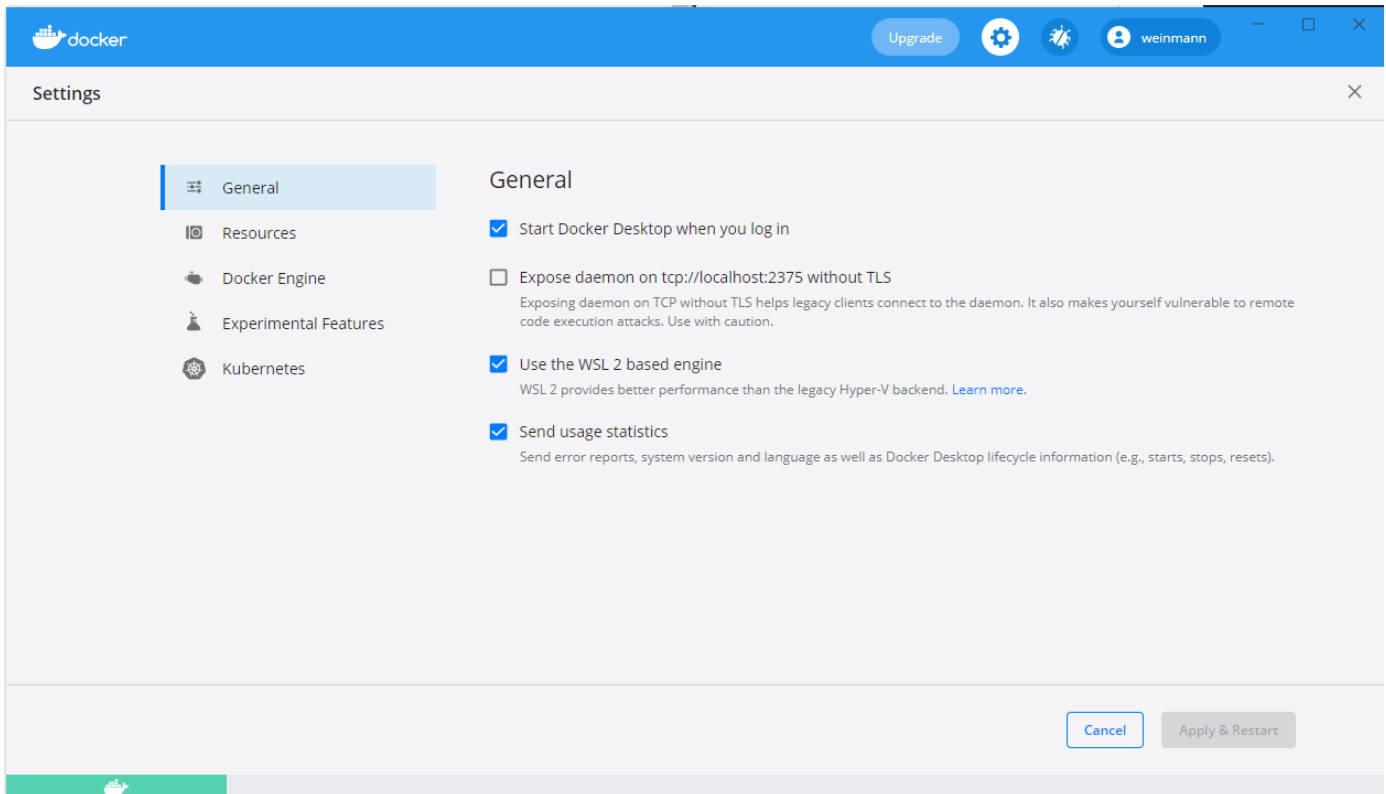 docker
Upgrade
weinmann
Settings
General
Resources
Docker Engine
Experimental Features
Kubernetes
General
Start Docker Desktop when you log in
Expose daemon on tcp://localhost:2375 without TLS
Exposing daemon on TCP without TLS helps legacy clients connect to the daemon. It also makes yourself vulnerable to remote
code execution attacks. Use with caution.
Use the WSL 2 based engine
WSL 2 provides better performance than the legacy Hyper-V backend. Learn more.
Send usage statistics
Send error reports, system version and language as well as Docker Desktop lifecycle information (e.g., starts, stops, resets).
Cancel
Apply & Restart